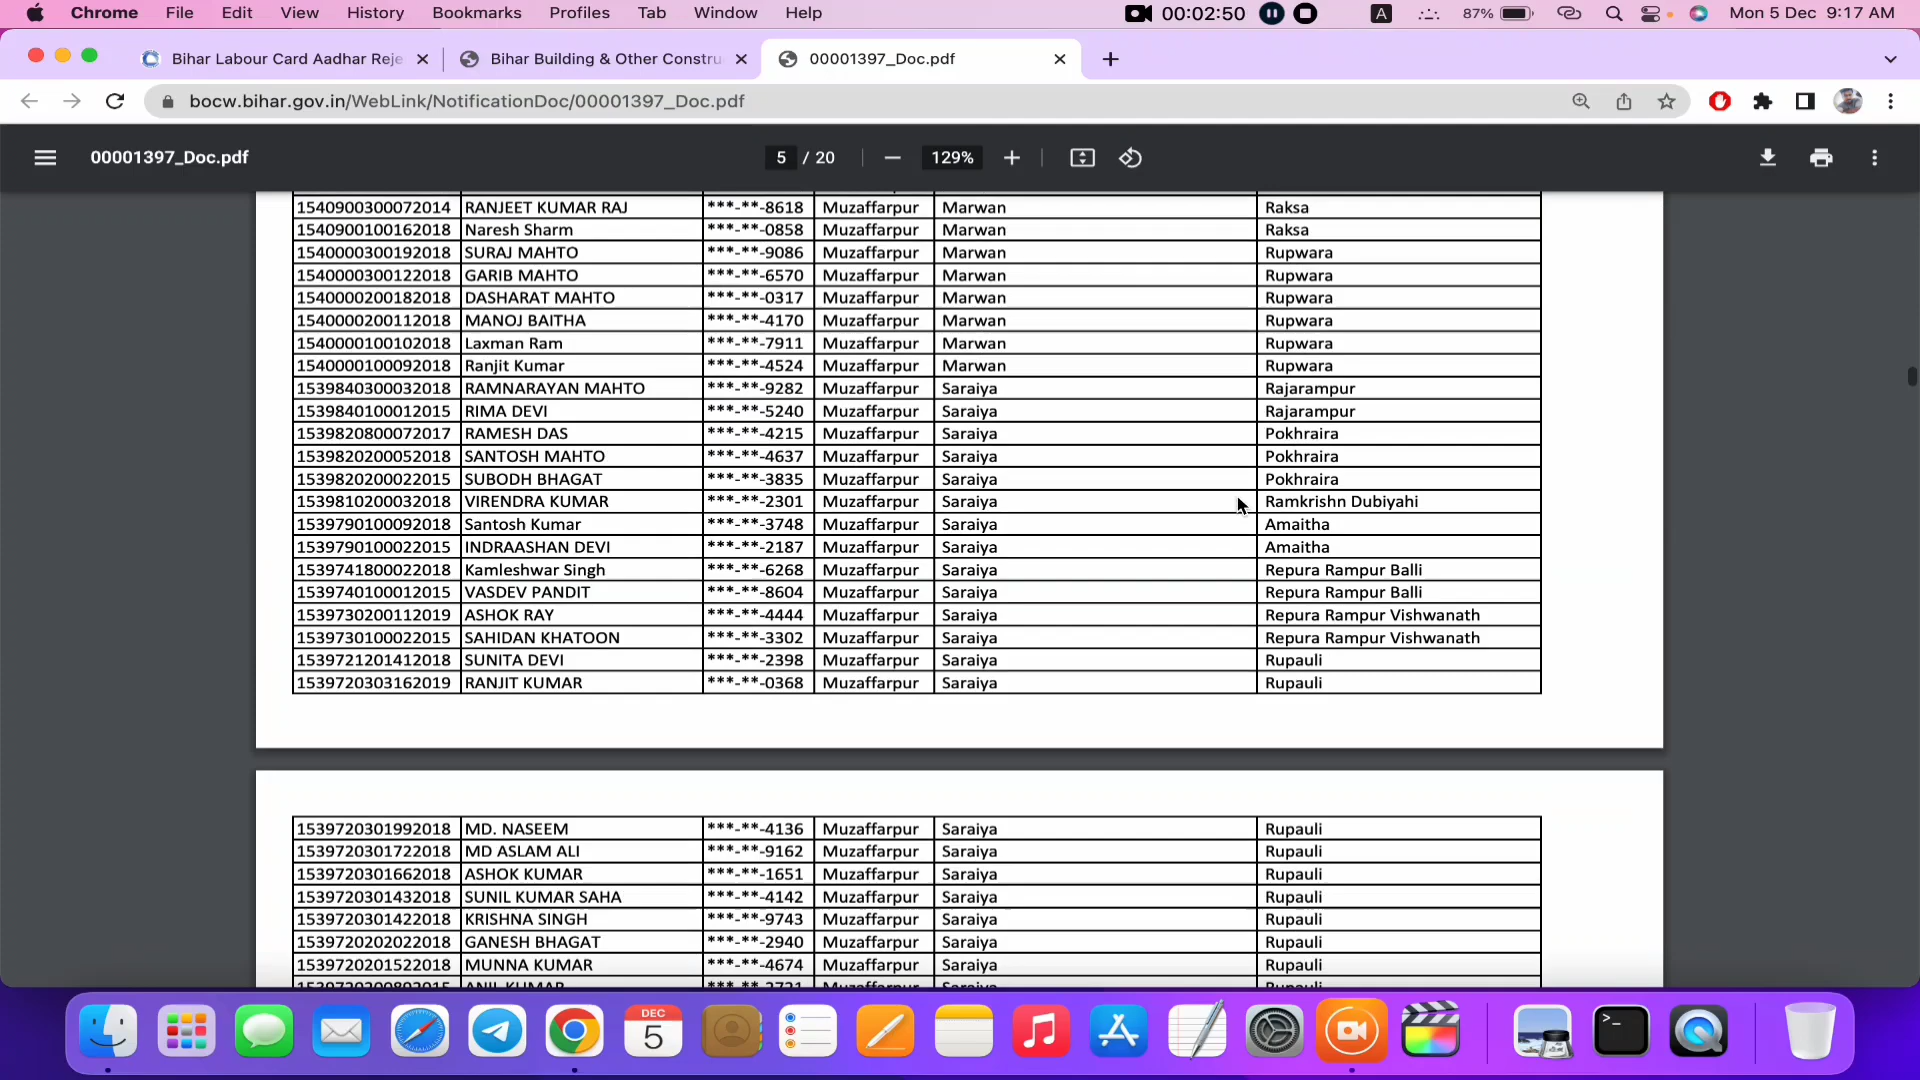 Chrome File Edit View History Bookmarks Profiles Tab Window Help 00:02:50 A 87% Mon 5 Dec 9:17 AM
Bihar Labour Card Aadhar Reje Bihar Building & Other Constru 00001397_Doc.pdf
bocw.bihar.gov.in/WebLink/NotificationDoc/00001397_Doc.pdf
00001397_Doc.pdf 5 / 20 129%
1540900300072014 RANJEET KUMAR RAJ ***-**-8618 Muzaffarpur Marwan Raksa
1540900100162018 Naresh Sharm ***-**-0858 Muzaffarpur Marwan Raksa
1540000300192018 SURAJ MAHTO ***-**-9086 Muzaffarpur Marwan Rupwara
1540000300122018 GARIB MAHTO ***-**-6570 Muzaffarpur Marwan Rupwara
1540000200182018 DASHARAT MAHTO ***-**-0317 Muzaffarpur Marwan Rupwara
1540000200112018 MANOJ BAITHA ***-**-4170 Muzaffarpur Marwan Rupwara
1540000100102018 Laxman Ram ***-**-7911 Muzaffarpur Marwan Rupwara
1540000100092018 Ranjit Kumar ***-**-4524 Muzaffarpur Marwan Rupwara
1539840300032018 RAMNARAYAN MAHTO ***-**-9282 Muzaffarpur Saraiya Rajarampur
1539840100012015 RIMA DEVI ***-**-5240 Muzaffarpur Saraiya Rajarampur
1539820800072017 RAMESH DAS ***-**-4215 Muzaffarpur Saraiya Pokhraira
1539820200052018 SANTOSH MAHTO ***-**-4637 Muzaffarpur Saraiya Pokhraira
1539820200022015 SUBODH BHAGAT ***-**-3835 Muzaffarpur Saraiya Pokhraira
1539810200032018 VIRENDRA KUMAR ***-**-2301 Muzaffarpur Saraiya Ramkrishn Dubiyahi
1539790100092018 Santosh Kumar ***-**-3748 Muzaffarpur Saraiya Amaitha
1539790100022015 INDRAASHAN DEVI ***-**-2187 Muzaffarpur Saraiya Amaitha
1539741800022018 Kamleshwar Singh ***-**-6268 Muzaffarpur Saraiya Repura Rampur Balli
1539740100012015 VASDEV PANDIT ***-**-8604 Muzaffarpur Saraiya Repura Rampur Balli
1539730200112019 ASHOK RAY ***-**-4444 Muzaffarpur Saraiya Repura Rampur Vishwanath
1539730100022015 SAHIDAN KHATOON ***-**-3302 Muzaffarpur Saraiya Repura Rampur Vishwanath
1539721201412018 SUNITA DEVI ***-**-2398 Muzaffarpur Saraiya Rupauli
1539720303162019 RANJIT KUMAR ***-**-0368 Muzaffarpur Saraiya Rupauli
1539720301992018 MD. NASEEM ***-**-4136 Muzaffarpur Saraiya Rupauli
1539720301722018 MD ASLAM ALI ***-**-9162 Muzaffarpur Saraiya Rupauli
1539720301662018 ASHOK KUMAR ***-**-1651 Muzaffarpur Saraiya Rupauli
1539720301432018 SUNIL KUMAR SAHA ***-**-4142 Muzaffarpur Saraiya Rupauli
1539720301422018 KRISHNA SINGH ***-**-9743 Muzaffarpur Saraiya Rupauli
1539720202022018 GANESH BHAGAT ***-**-2940 Muzaffarpur Saraiya Rupauli
1539720201522018 MUNNA KUMAR ***-**-4674 Muzaffarpur Saraiya Rupauli
DEC
5